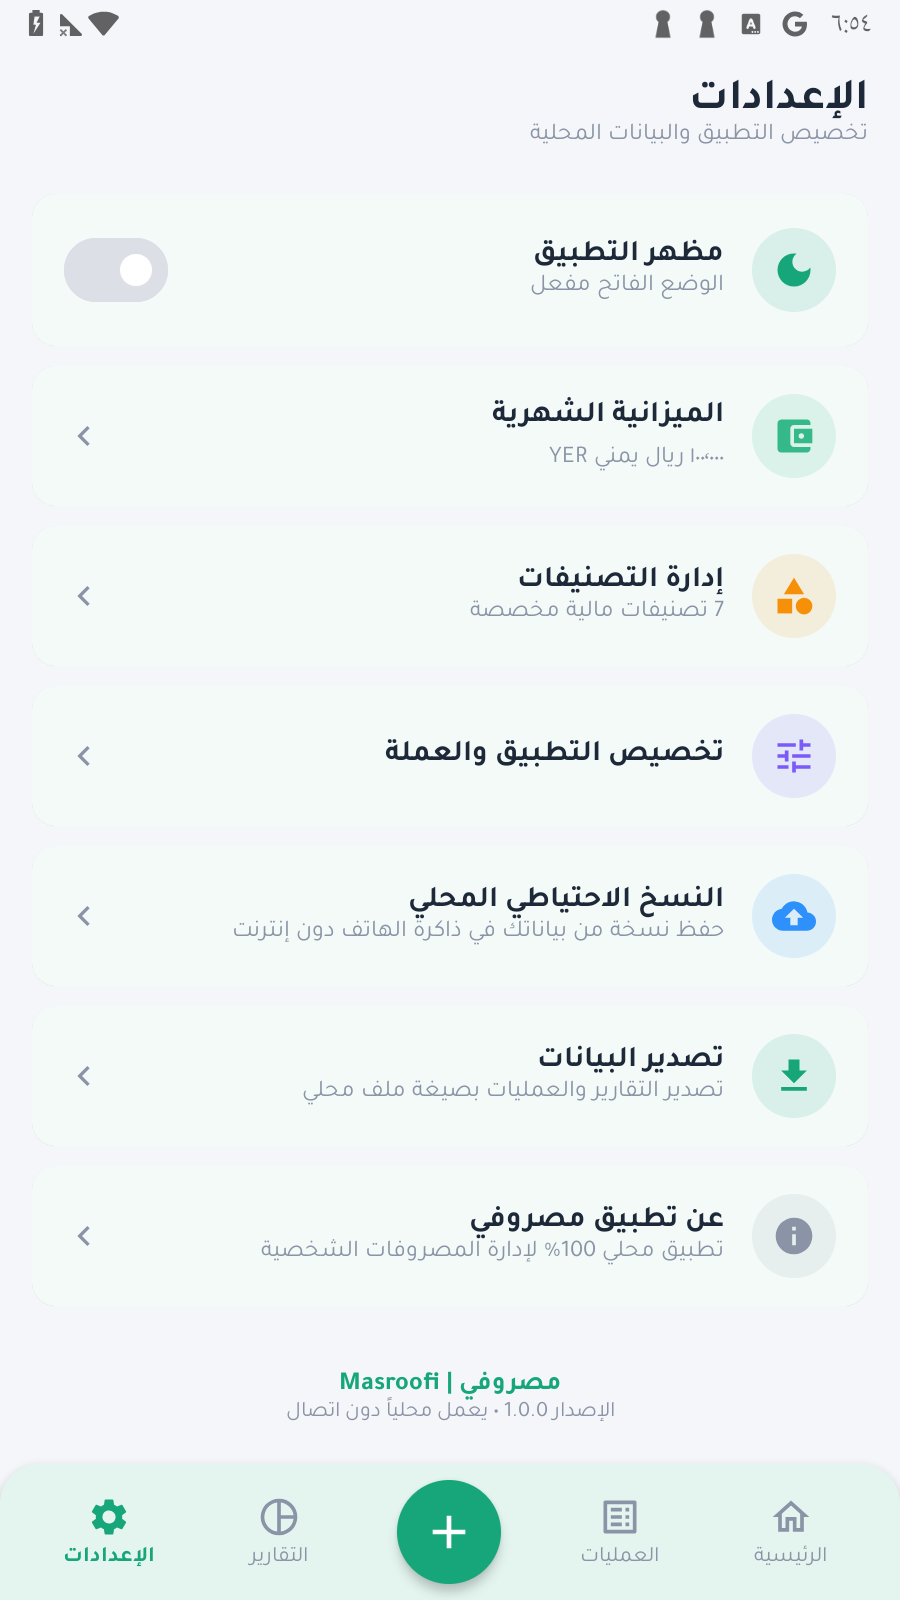 ٦:٥٤
الإعدادات
تخصيص التطبيق والبيانات المحلية
مظهر التطبيق
الوضع الفاتح مفعل
الميزانية الشهرية
١٠٠٬٠٠٠ ريال يمني YER
إدارة التصنيفات
7 تصنيفات مالية مخصصة
تخصيص التطبيق والعملة
النسخ الاحتياطي المحلي
حفظ نسخة من بياناتك في ذاكرة الهاتف دون إنترنت
تصدير البيانات
تصدير التقارير والعمليات بصيغة ملف محلي
عن تطبيق مصروفي
تطبيق محلي 100% لإدارة المصروفات الشخصية
مصروفي | Masroofi
الإصدار 1.0.0 • يعمل محلياً دون اتصال
الرئيسية
العمليات
التقارير
الإعدادات